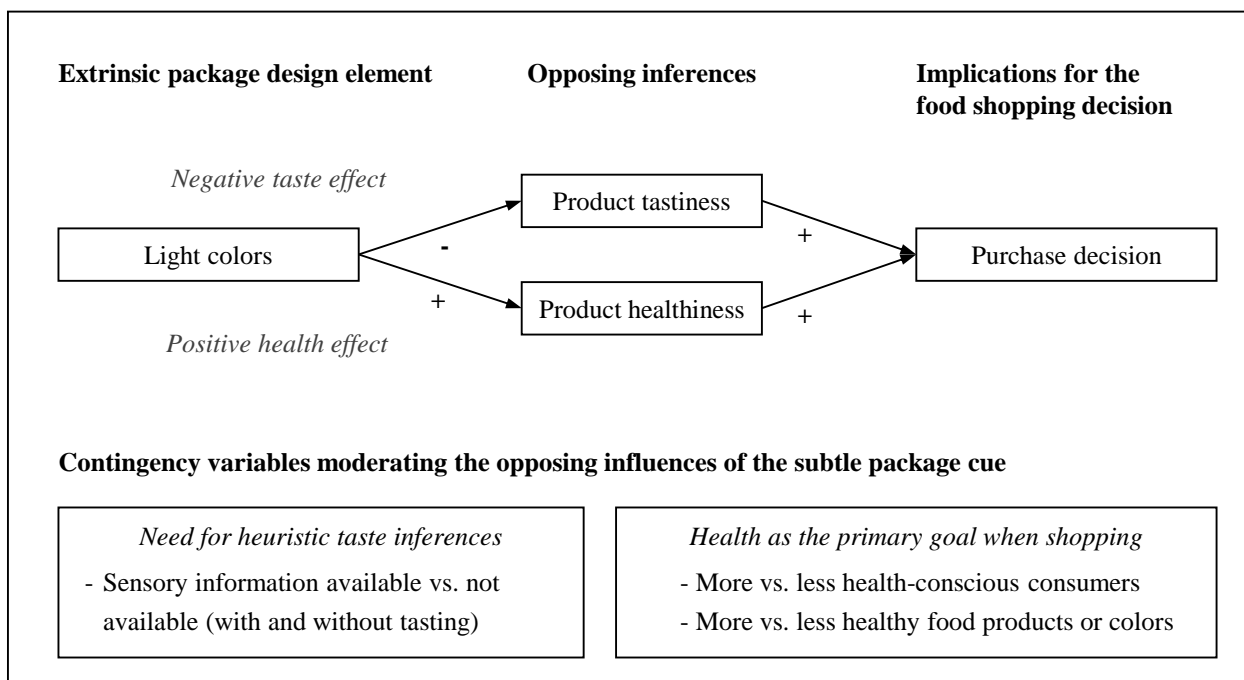 Extrinsic package design element
Opposing inferences
Implications for the
food shopping decision
Negative taste effect
Product tastiness
-
+
Light colors
Purchase decision
+
Product healthiness
+
Positive health effect
Contingency variables moderating the opposing influences of the subtle package cue
Need for heuristic taste inferences
- Sensory information available vs. not
available (with and without tasting)
Health as the primary goal when shopping
- More vs. less health-conscious consumers
- More vs. less healthy food products or colors